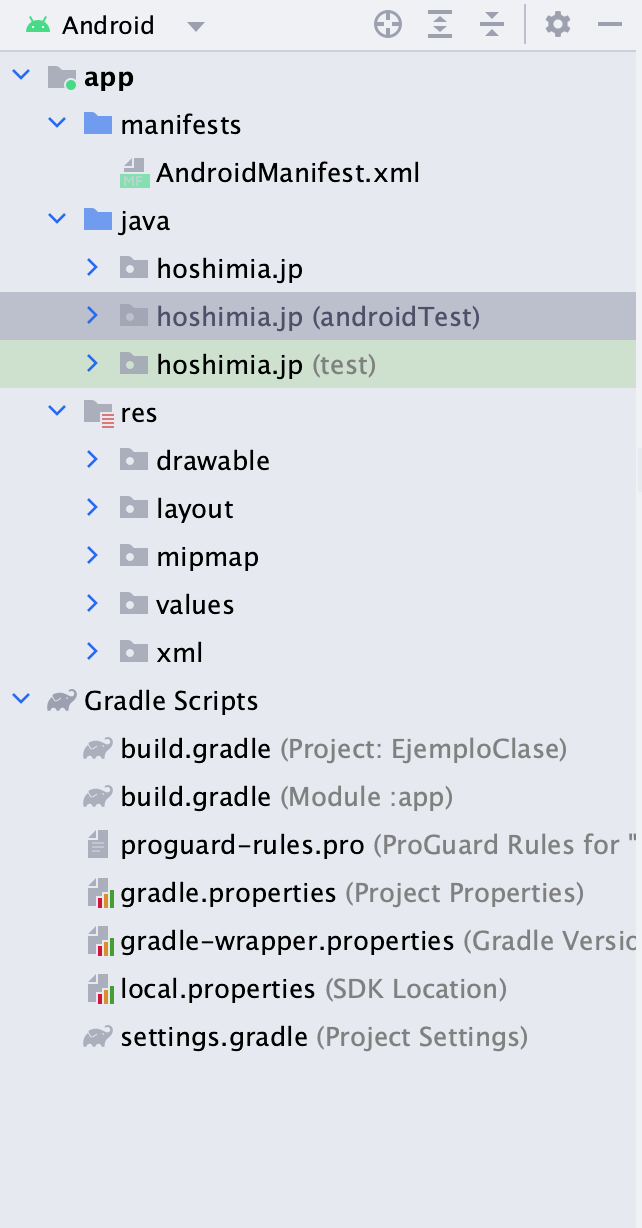 Android
app
manifests
MF
AndroidManifest.xml
java
hoshimia.jp
hoshimia.jp (androidTest)
hoshimia.jp (test)
res
drawable
layout
mipmap
values
xml
Gradle Scripts
build.gradle (Project: EjemploClase)
build.gradle (Module :app)
proguard-rules.pro (ProGuard Rules for "
gradle.properties (Project Properties)
gradle-wrapper.properties (Gradle Versio
local.properties (SDK Location)
settings.gradle (Project Settings)